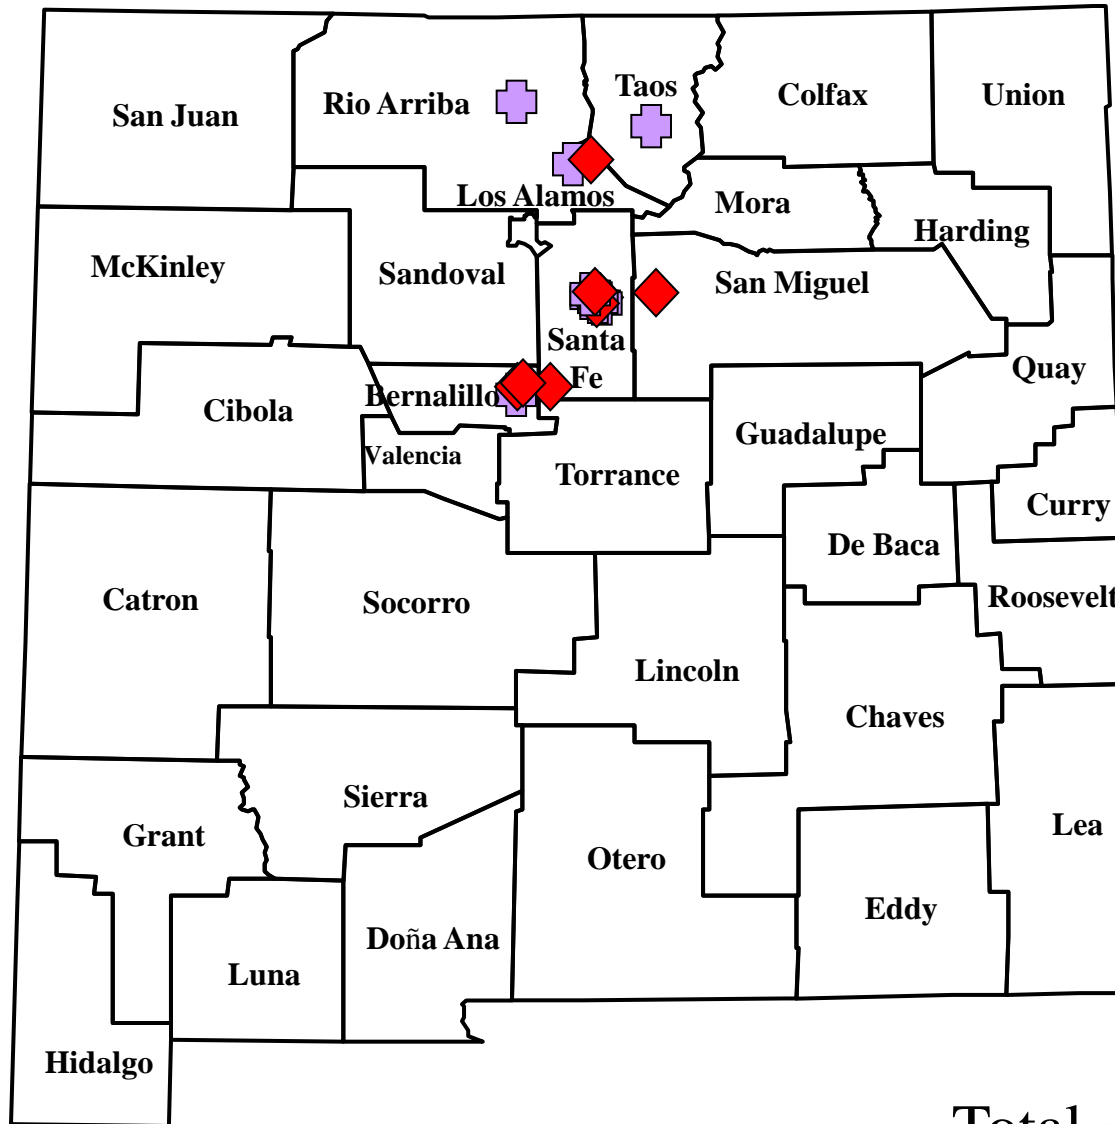 Taos
Colfax
Union
Rio Arriba
San Juan
Los Alamos
Mora
Harding
McKinley
Sandoval
San Miguel
Santa
Fe
Quay
Bernalillo
Cibola
Guadalupe
Valencia
Torrance
Curry
De Baca
Catron
Socorro
Roosevelt
Lincoln
Chaves
Sierra
Grant
Lea
Otero
Eddy
Doña Ana
Luna
Hidalgo
Total